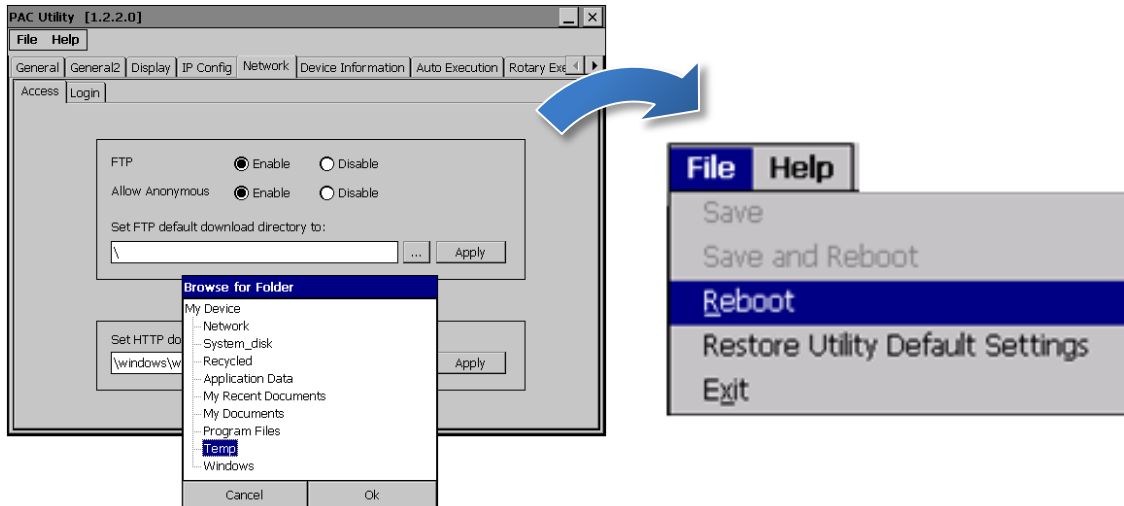 PAC Utility [1.2.2.0]
File Help
General General2 Display IP Config Network Device Information Auto Execution Rotary Exe
Access Login
FTP Enable Disable
Allow Anonymous Enable Disable
Set FTP default download directory to:
\ ... Apply
Browse for Folder
My Device
Network
System_disk
Recycled
Application Data
My Recent Documents
My Documents
Program Files
Temp
Windows
Cancel Ok
Set HTTP do
\windows\w Apply
File Help
Save
Save and Reboot
Reboot
Restore Utility Default Settings
Exit